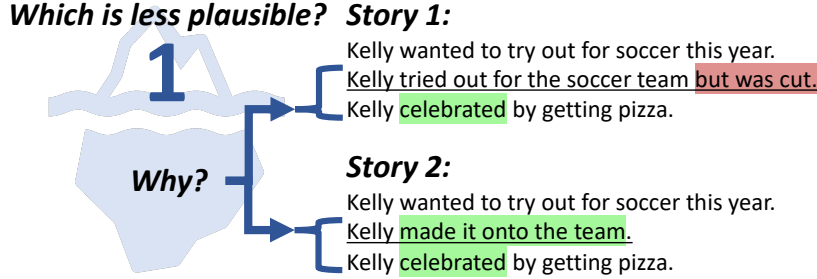 Which is less plausible?
1
Why?
Story 1:
Kelly wanted to try out for soccer this year.
Kelly tried out for the soccer team but was cut.
Kelly celebrated by getting pizza.
Story 2:
Kelly wanted to try out for soccer this year.
Kelly made it onto the team.
Kelly celebrated by getting pizza.